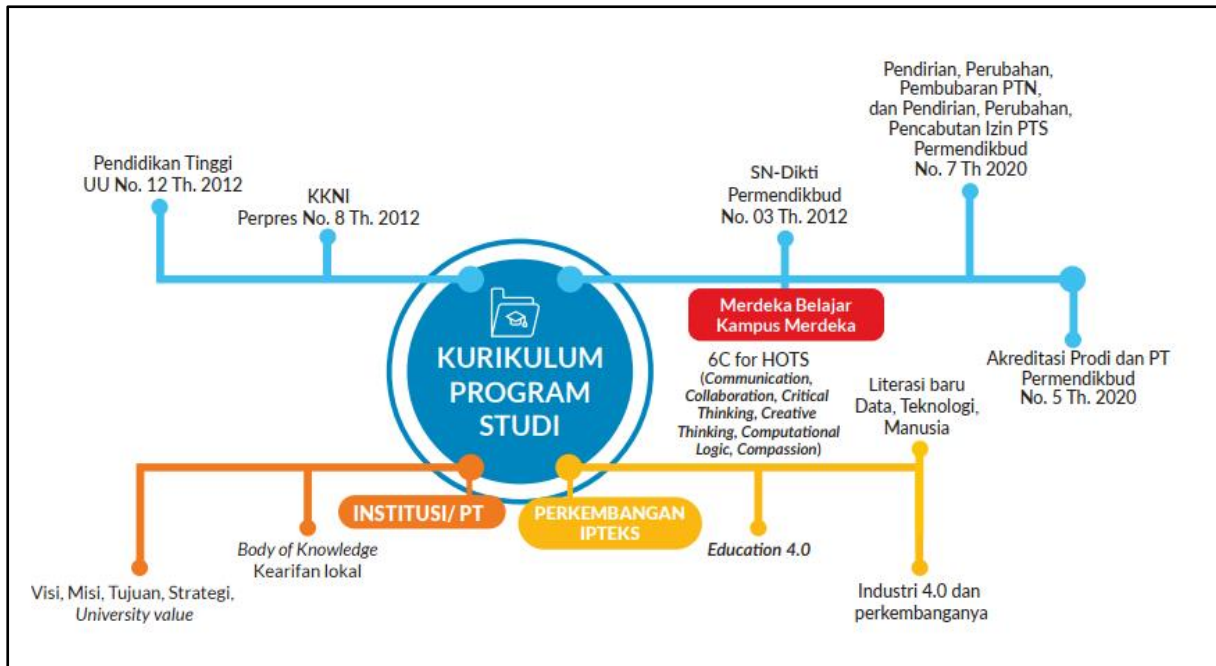 Pendirian, Perubahan,
Pembubaran PTN,
dan Pendirian, Perubahan,
Pencabutan Izin PTS
Permendikbud
No. 7 Th 2020
Pendidikan Tinggi
UU No. 12 Th. 2012
KKNI
Perpres No. 8 Th. 2012
SN-Dikti
Permendikbud
No. 03 Th. 2012
Merdeka Belajar
Kampus Merdeka
KURIKULUM
PROGRAM
STUDI
6C for HOTS
(Communication,
Collaboration, Critical
Thinking, Creative
Thinking, Computational
Logic, Compassion)
Literasi baru
Data, Teknologi,
Manusia
Akreditasi Prodi dan PT
Permendikbud
No. 5 Th. 2020
INSTITUSI/ PT
PERKEMBANGAN
IPTEKS
Body of Knowledge
Kearifan lokal
Education 4.0
Visi, Misi, Tujuan, Strategi,
University value
Industri 4.0 dan
perkembanganya